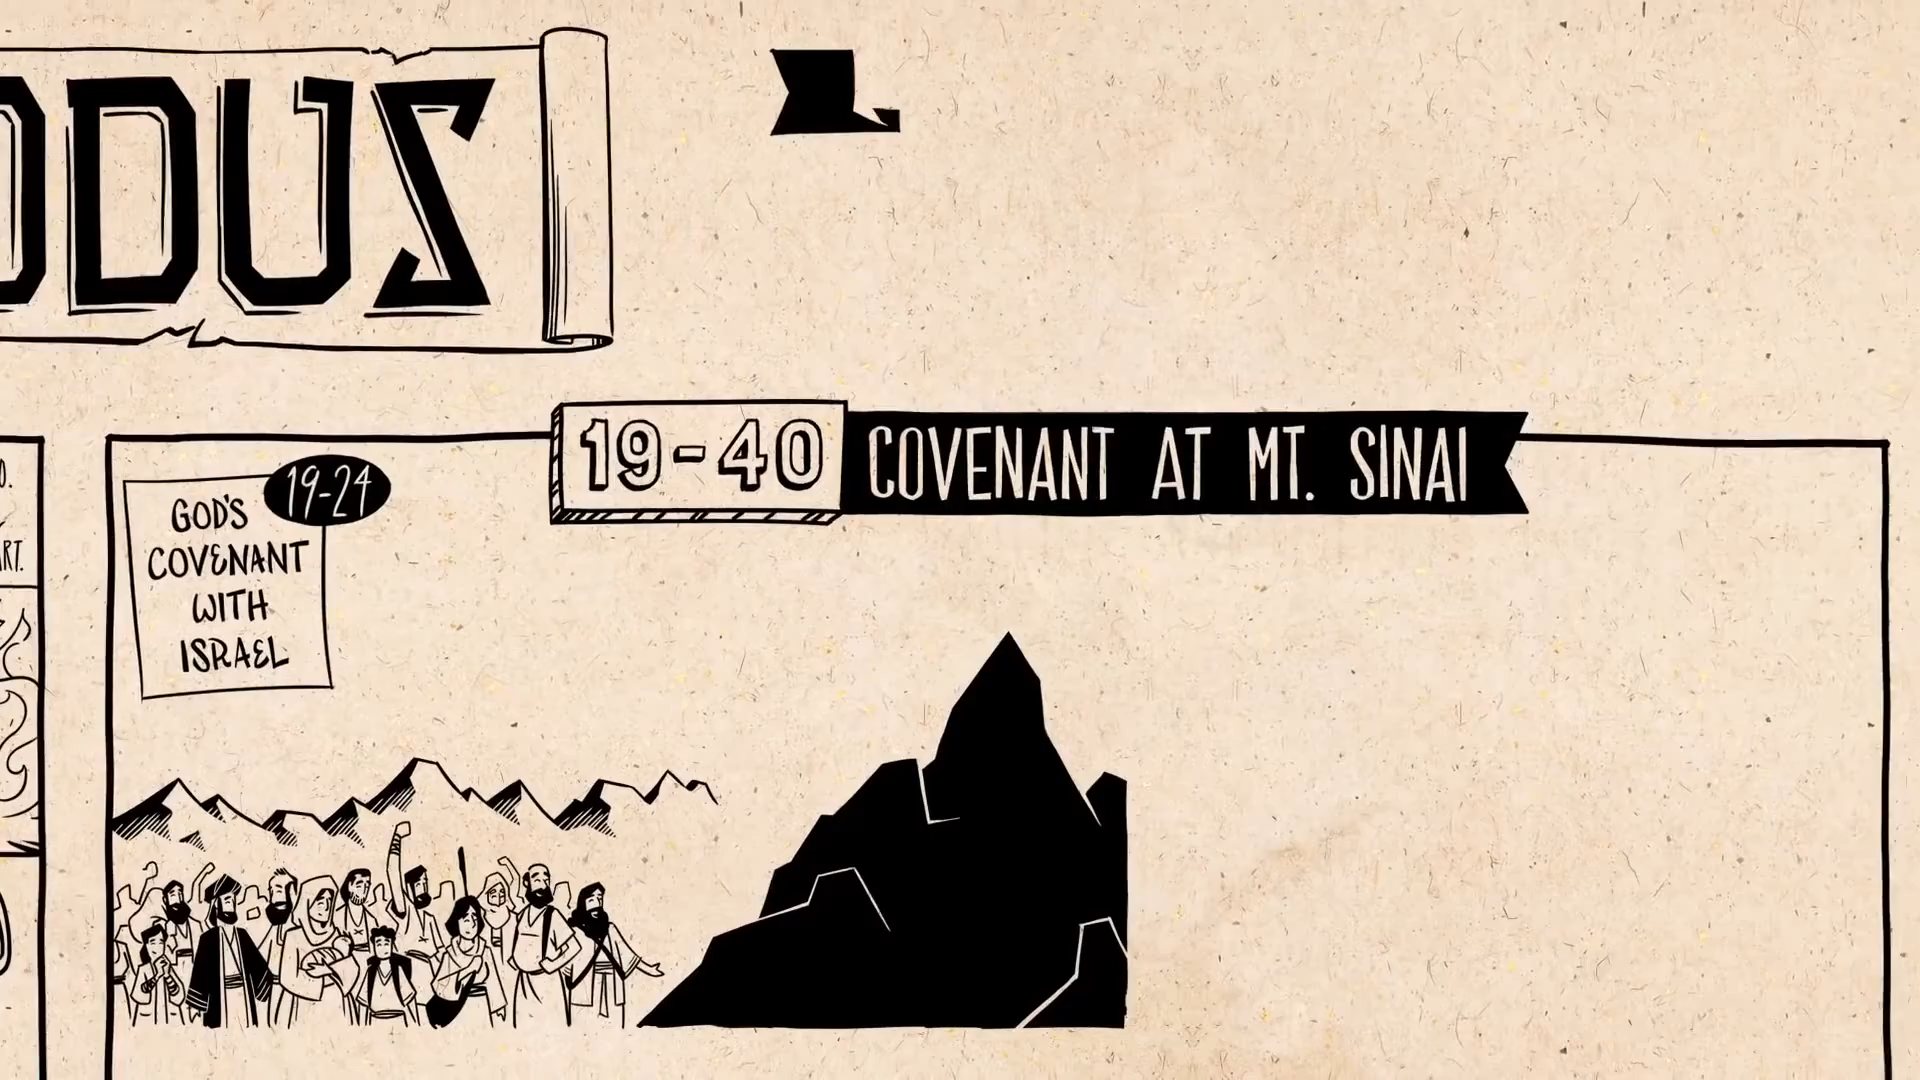 ODUS
19-40 COVENANT AT MT. SINAI
19-24
GOD'S
COVENANT
WITH
ISRAEL